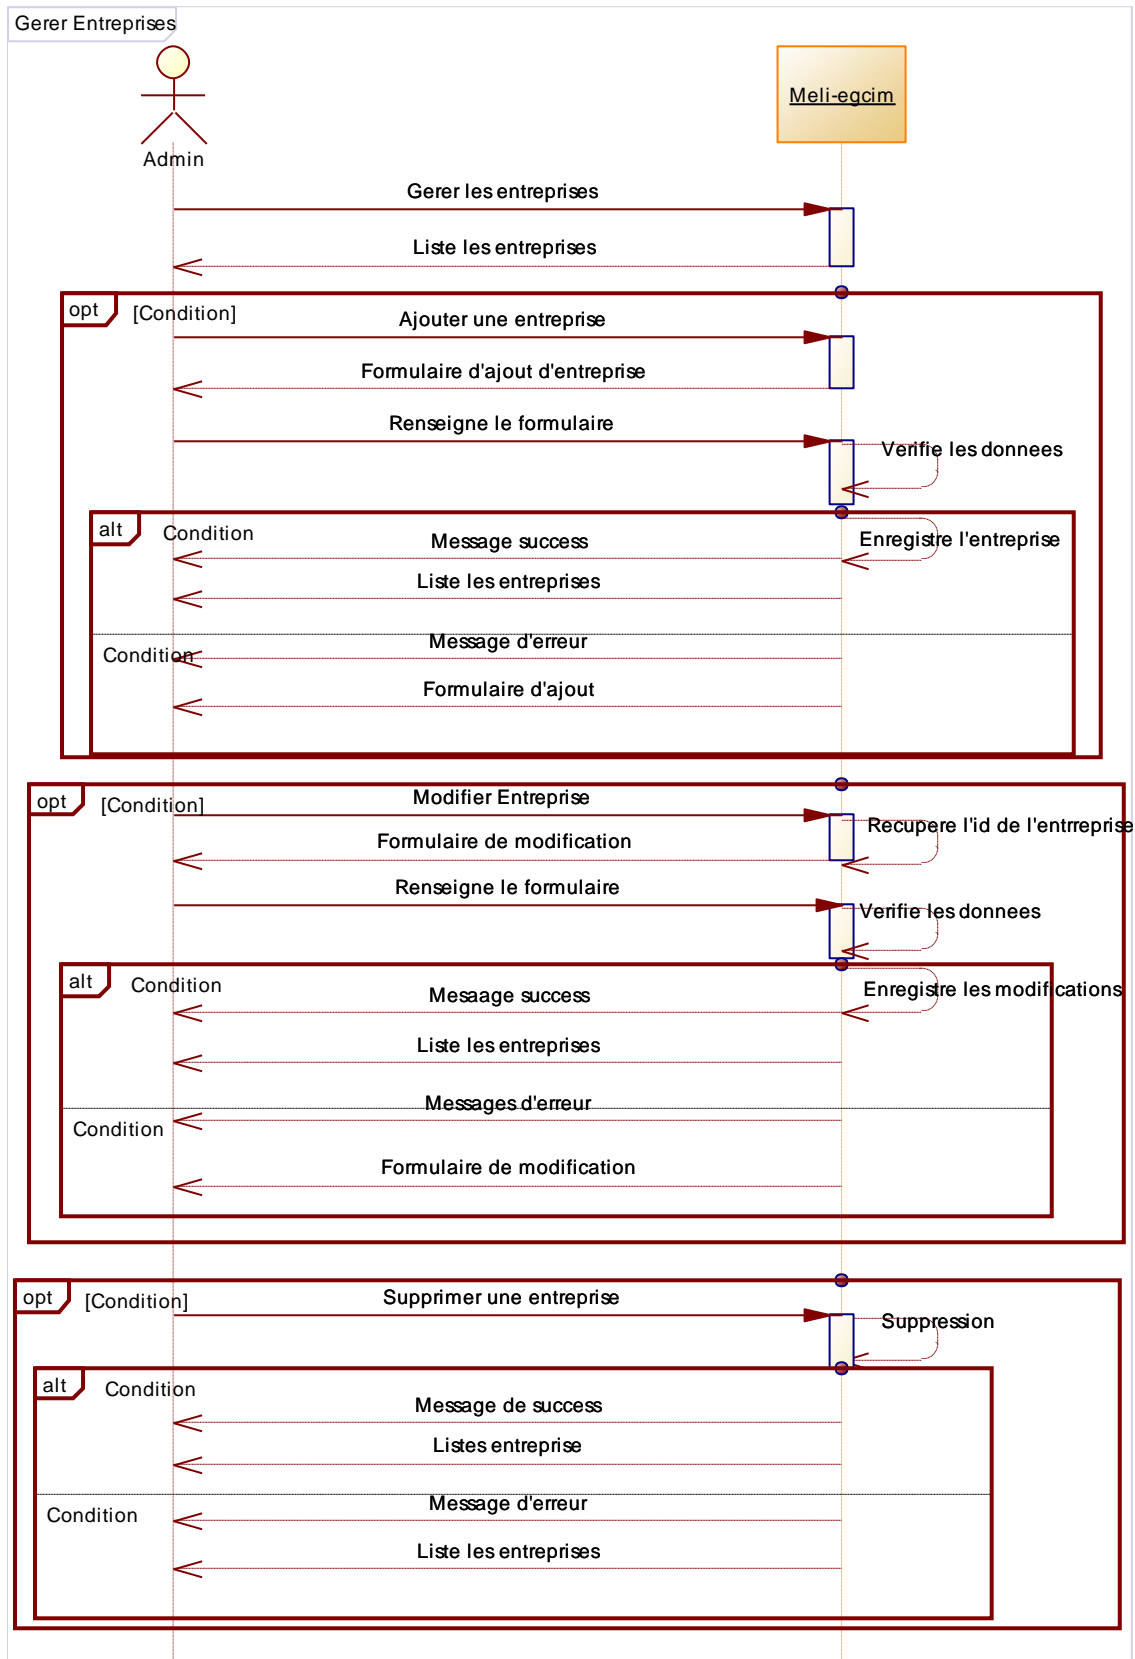 Gerer Entreprises
Meli-egcim
Admin
Gerer les entreprises
Liste les entreprises
opt
[Condition]
Ajouter une entreprise
Formulaire d'ajout d'entreprise
Renseigne le formulaire
Verifie les donnees
alt
Condition
Message success
Enregistre l'entreprise
Liste les entreprises
Message d'erreur
Condition
Formulaire d'ajout
opt
[Condition]
Modifier Entreprise
Recupere l'id de l'entrreprise
Formulaire de modification
Renseigne le formulaire
Verifie les donnees
alt
Condition
Mesaage success
Enregistre les modifications
Liste les entreprises
Messages d'erreur
Condition
Formulaire de modification
opt
[Condition]
Supprimer une entreprise
Suppression
alt
Condition
Message de success
Listes entreprise
Message d'erreur
Condition
Liste les entreprises